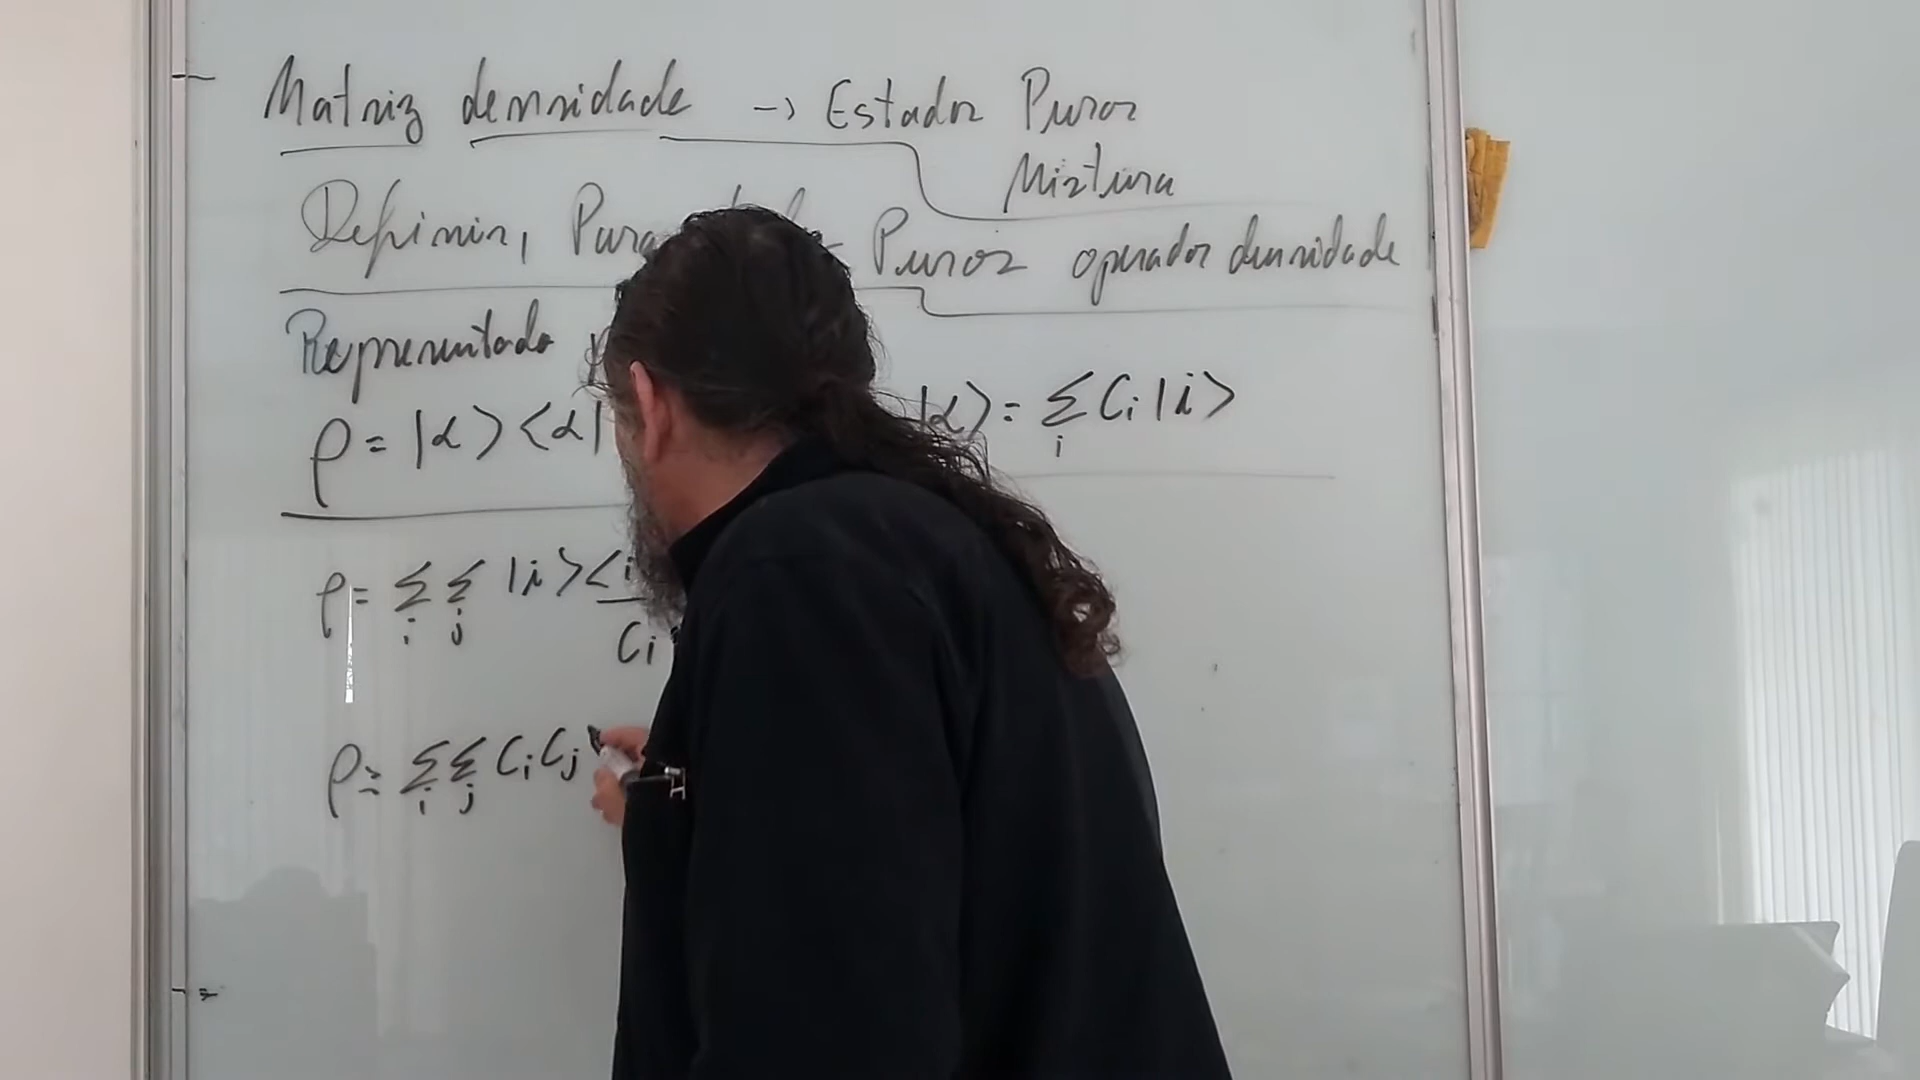 Matriz densidade -> Estados Puros
Mistura
Definir, Para Puros operador densidade
Representado
ρ = |α><α| |α> = Σ_i C_i |i>
ρ = Σ_i Σ_j |i><i
C_i
ρ = Σ_i Σ_j C_i C_j